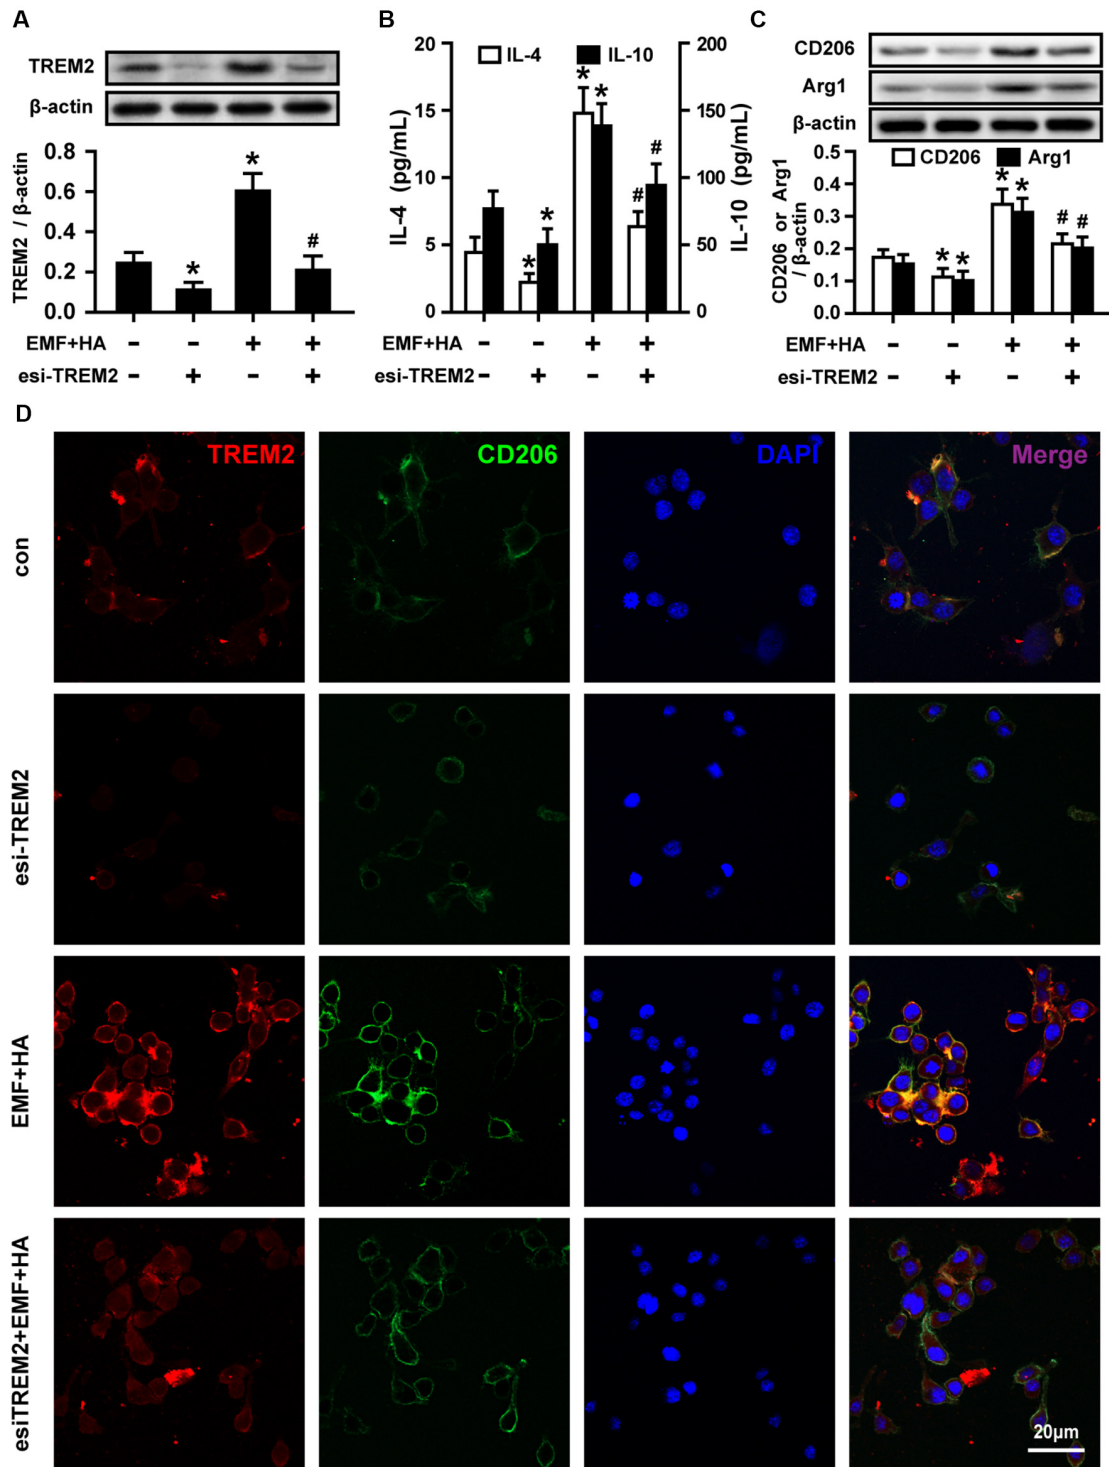 A
TREM2
β-actin
TREM2 / β-actin
0.8
0.6
0.4
0.2
0.0
* * #
EMF+HA - - + +
esi-TREM2 - + - +
B
IL-4 IL-10
IL-4 (pg/mL)
20
15
10
5
0
IL-10 (pg/mL)
200
150
100
50
0
* * * * # #
EMF+HA - - + +
esi-TREM2 - + - +
C
CD206
Arg1
β-actin
CD206 Arg1
CD206 or Arg1
/ β-actin
0.5
0.4
0.3
0.2
0.1
0.0
* * * * # #
EMF+HA - - + +
esi-TREM2 - + - +
D
TREM2 CD206 DAPI Merge
con
esi-TREM2
EMF+HA
esiTREM2+EMF+HA
20μm